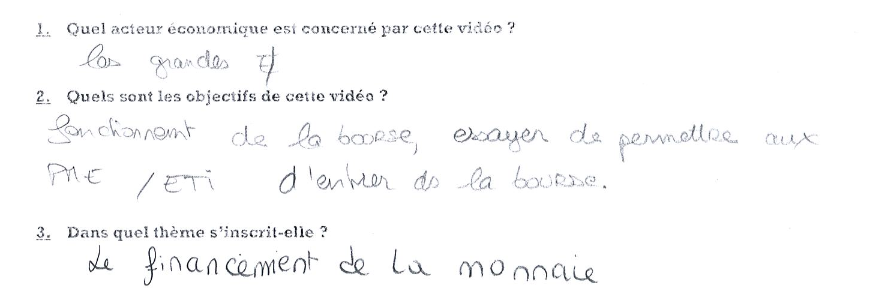 1. Quel acteur économique est concerné par cette vidéo ?
les grandes
2. Quels sont les objectifs de cette vidéo ?
fonctionnemt de la bourse, essayer de permettre aux
PME / ETI d'entrer ds la bourse.
3. Dans quel thème s'inscrit-elle ?
Le financement de la monnaie